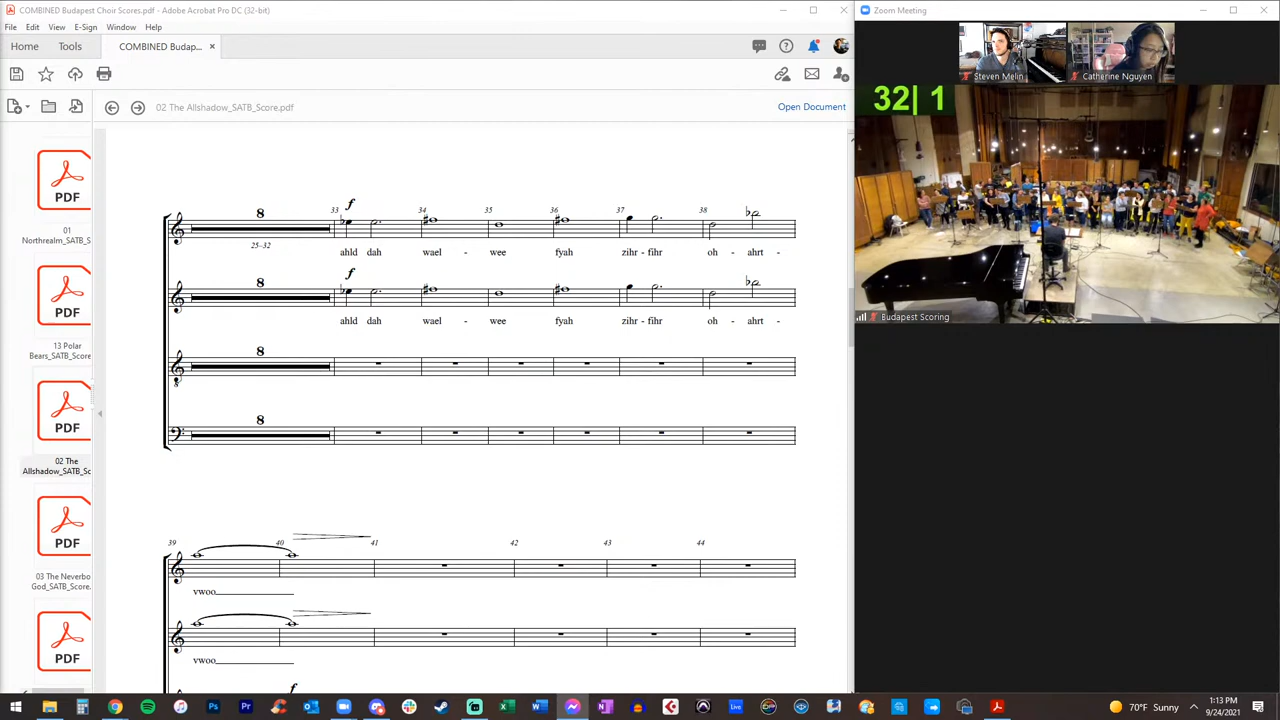 COMBINED Budapest Choir Scores.pdf - Adobe Acrobat Pro DC (32-bit)
File Edit View E-Sign Window Help
Home Tools COMBINED Budap... ×
02 The Allshadow_SATB_Score.pdf
Open Document
PDF
01
Northrealm_SATB_S
PDF
13 Polar
Bears_SATB_Score
PDF
02 The
Allshadow_SATB_Sc
PDF
03 The Neverbo
God_SATB_Score
PDF
8 33 f 34 35 36 37 38
25–32
ahld dah wael - wee fyah zihr - fihr oh - ahrt -
8 f
ahld dah wael - wee fyah zihr - fihr oh - ahrt -
8
8
39 40 41 42 43 44
vwoo
vwoo
f
Zoom Meeting
Steven Melin
Catherine Nguyen
32| 1
Budapest Scoring
70°F Sunny
1:13 PM
9/24/2021